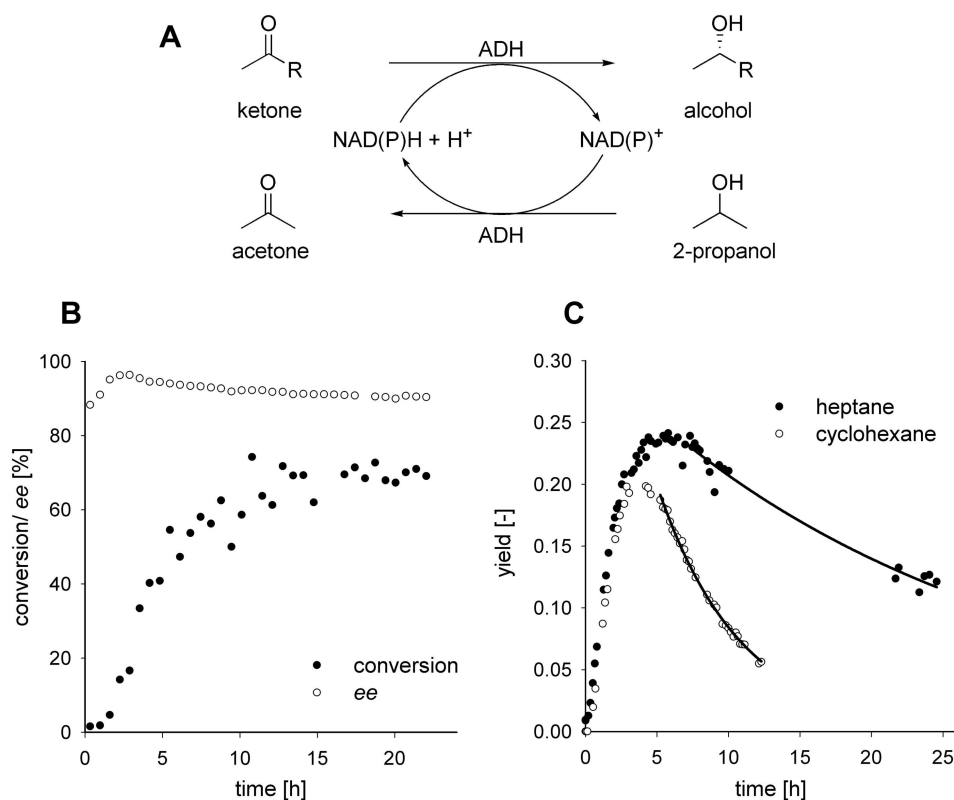 A
O
R
ketone
ADH
OH
R
alcohol
NAD(P)H + H+
NAD(P)+
O
acetone
ADH
OH
2-propanol
B
conversion/ ee [%]
100
80
60
40
20
0
conversion
ee
0 5 10 15 20
time [h]
C
yield [-]
0.30
0.25
0.20
0.15
0.10
0.05
0.00
heptane
cyclohexane
0 5 10 15 20 25
time [h]